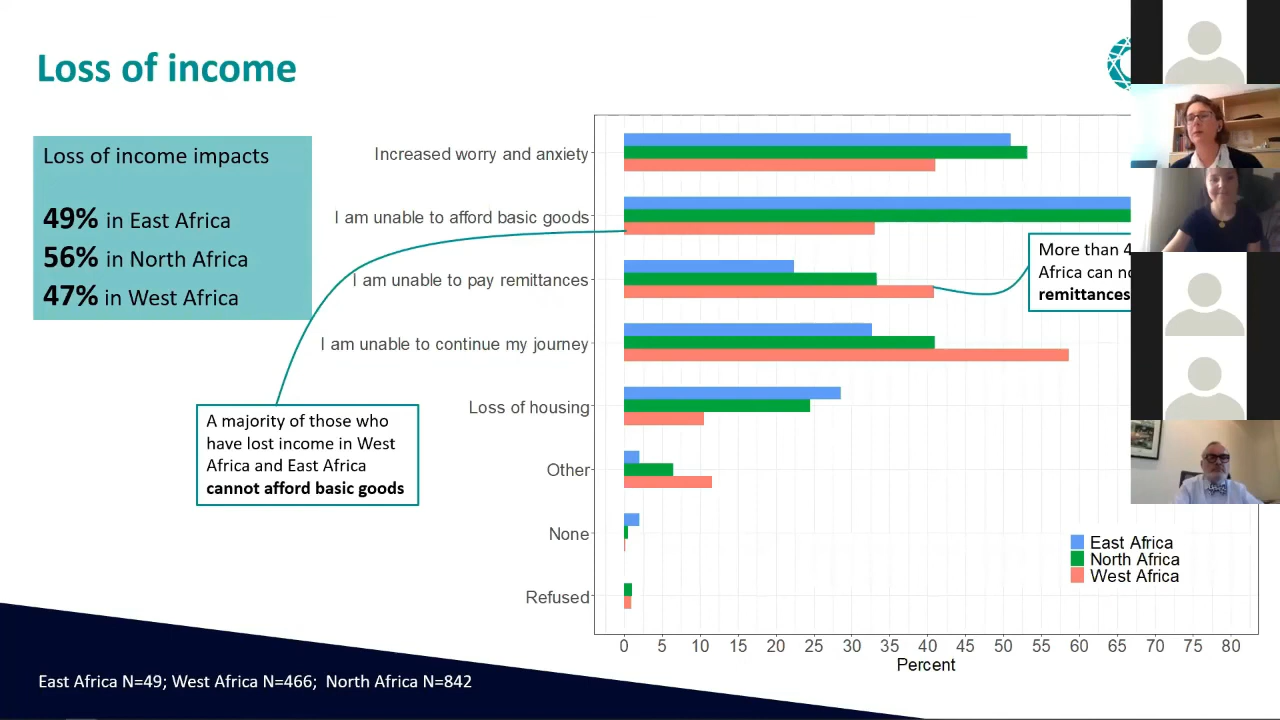 Loss of income
Loss of income impacts
49% in East Africa
56% in North Africa
47% in West Africa
Increased worry and anxiety
I am unable to afford basic goods
I am unable to pay remittances
I am unable to continue my journey
Loss of housing
Other
None
Refused
More than 4
Africa can
remittances
A majority of those who
have lost income in West
Africa and East Africa
cannot afford basic goods
East Africa
North Africa
West Africa
0 5 10 15 20 25 30 35 40 45 50 55 60 65 70 75 80
Percent
East Africa N=49; West Africa N=466; North Africa N=842